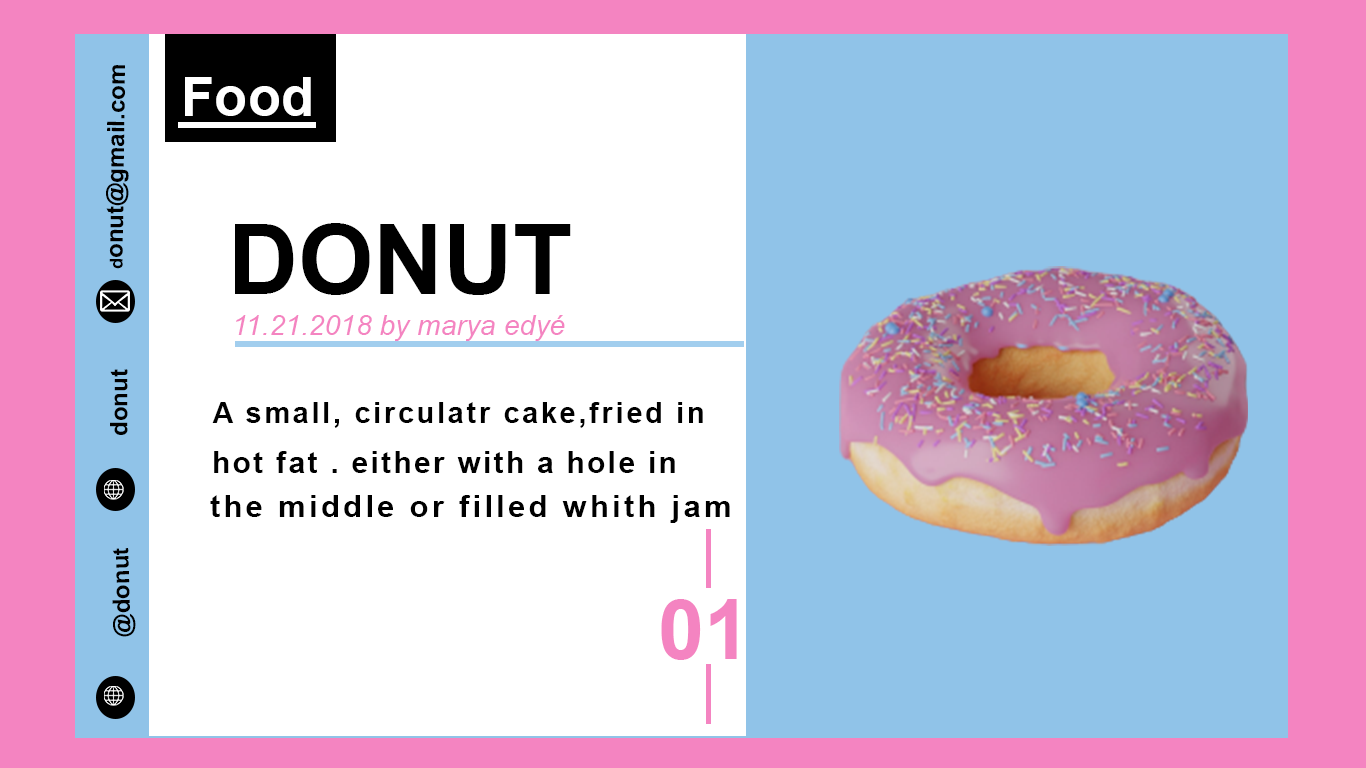 donut@gmail.com
donut
@donut
Food
DONUT
11.21.2018 by marya edyé
A small, circulatr cake,fried in
hot fat . either with a hole in
the middle or filled whith jam
01